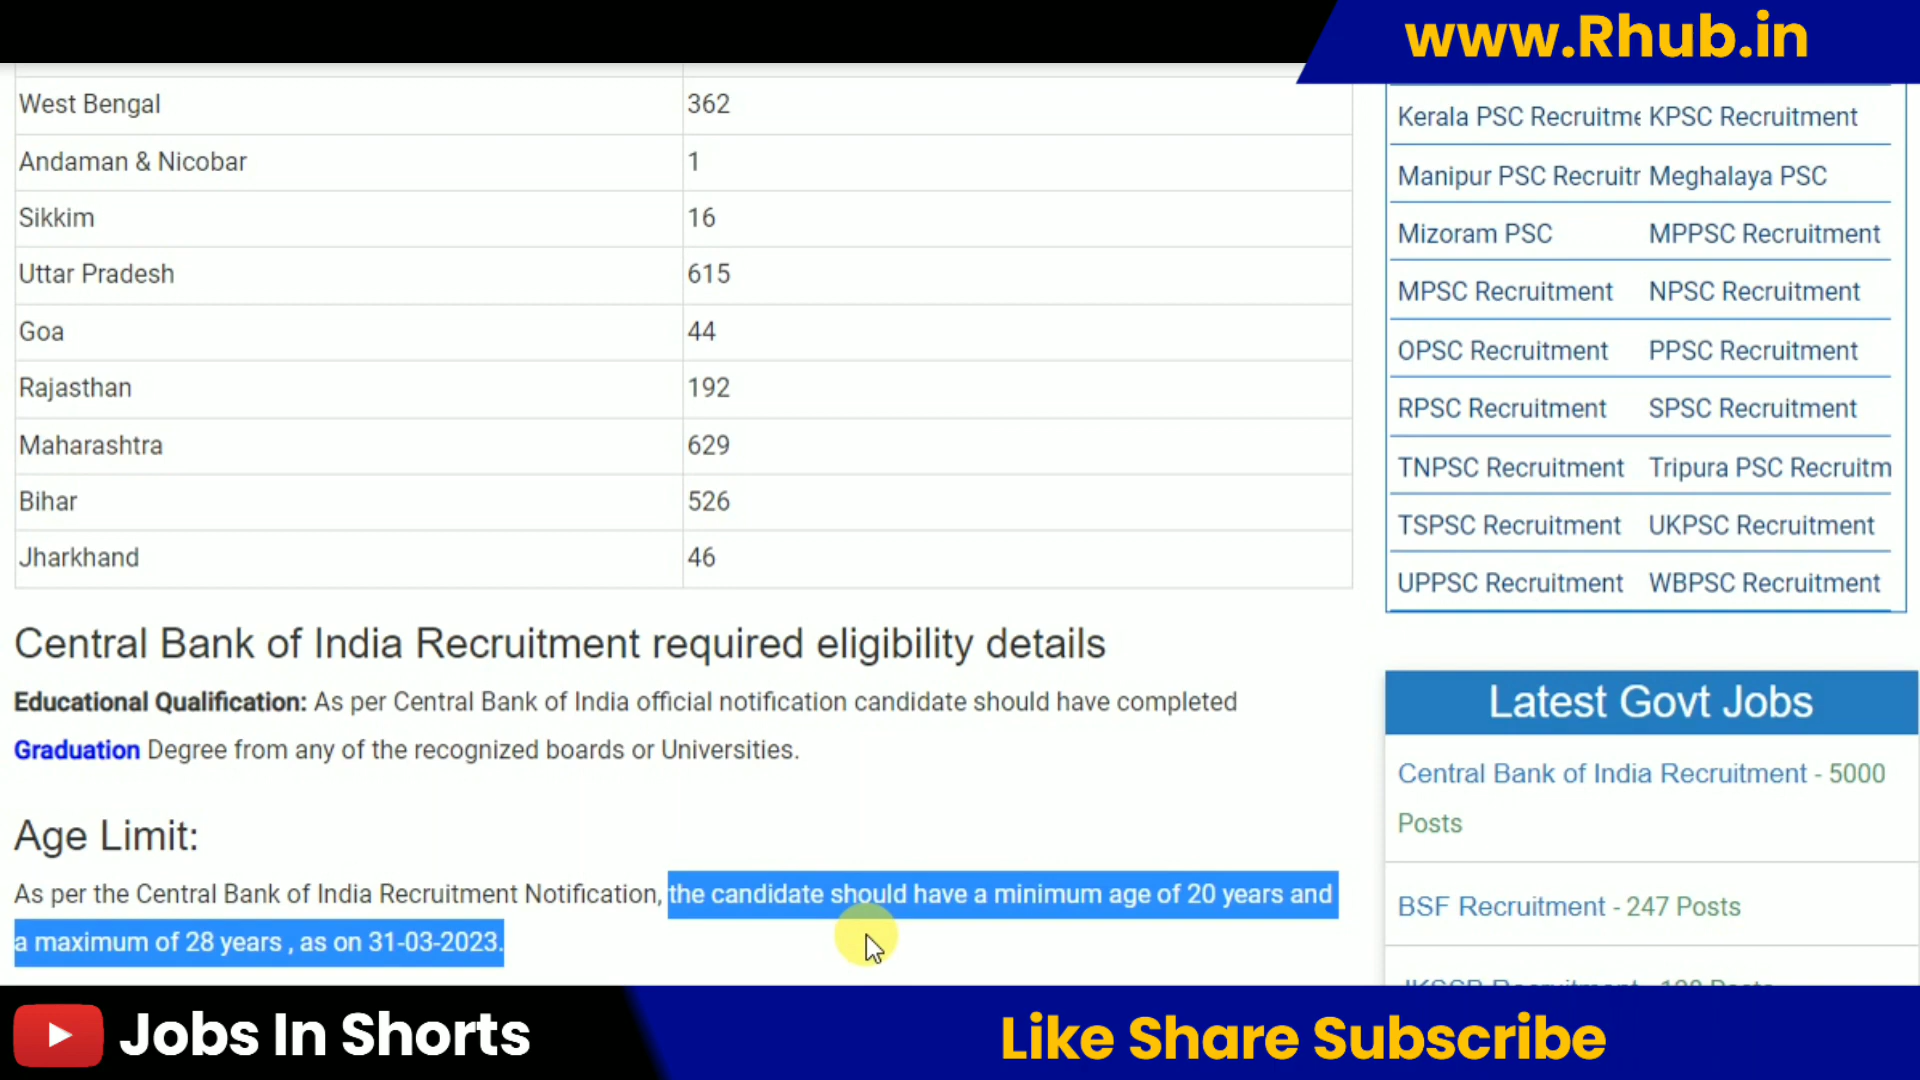 www.Rhub.in
West Bengal 362
Andaman & Nicobar 1
Sikkim 16
Uttar Pradesh 615
Goa 44
Rajasthan 192
Maharashtra 629
Bihar 526
Jharkhand 46
Central Bank of India Recruitment required eligibility details
Educational Qualification: As per Central Bank of India official notification candidate should have completed
Graduation Degree from any of the recognized boards or Universities.
Age Limit:
As per the Central Bank of India Recruitment Notification, the candidate should have a minimum age of 20 years and
a maximum of 28 years , as on 31-03-2023.
Kerala PSC Recruitme KPSC Recruitment
Manipur PSC Recruitr Meghalaya PSC
Mizoram PSC MPPSC Recruitment
MPSC Recruitment NPSC Recruitment
OPSC Recruitment PPSC Recruitment
RPSC Recruitment SPSC Recruitment
TNPSC Recruitment Tripura PSC Recruitm
TSPSC Recruitment UKPSC Recruitment
UPPSC Recruitment WBPSC Recruitment
Latest Govt Jobs
Central Bank of India Recruitment - 5000
Posts
BSF Recruitment - 247 Posts
Jobs In Shorts
Like Share Subscribe